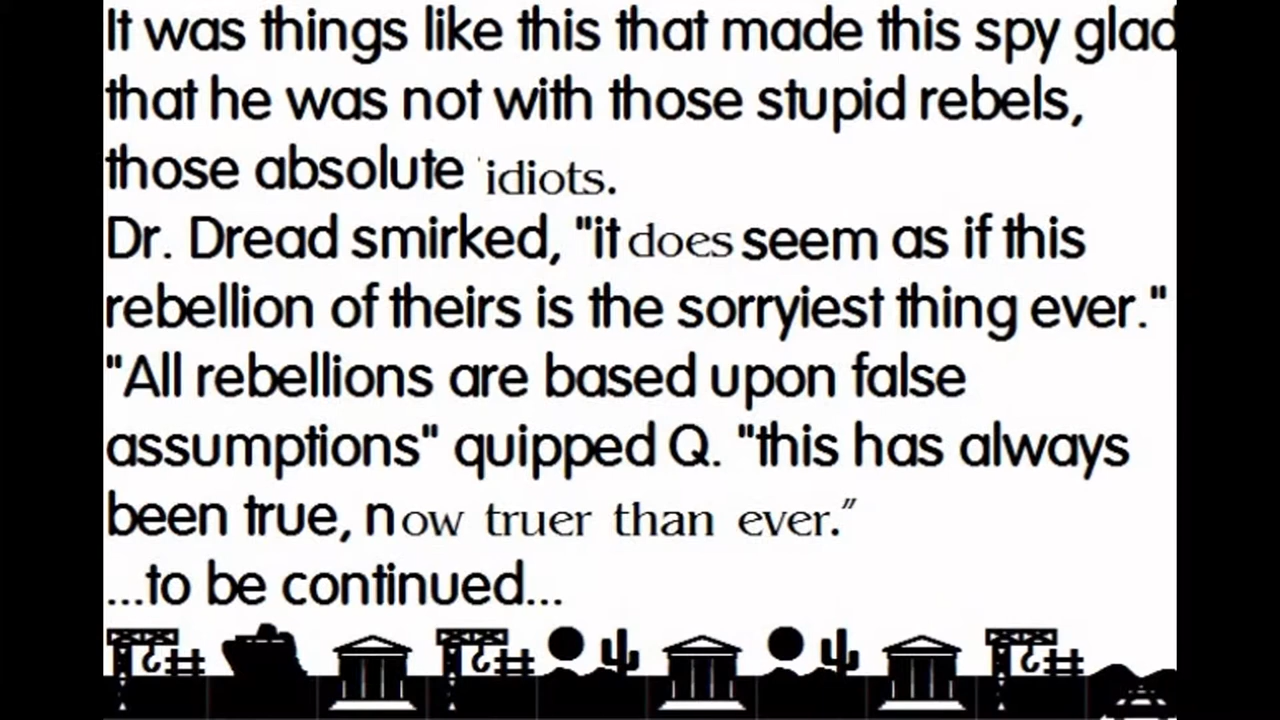 It was things like this that made this spy glad
that he was not with those stupid rebels,
those absolute idiots.
Dr. Dread smirked, "it does seem as if this
rebellion of theirs is the sorryiest thing ever."
"All rebellions are based upon false
assumptions" quipped Q. "this has always
been true, now truer than ever."
...to be continued...